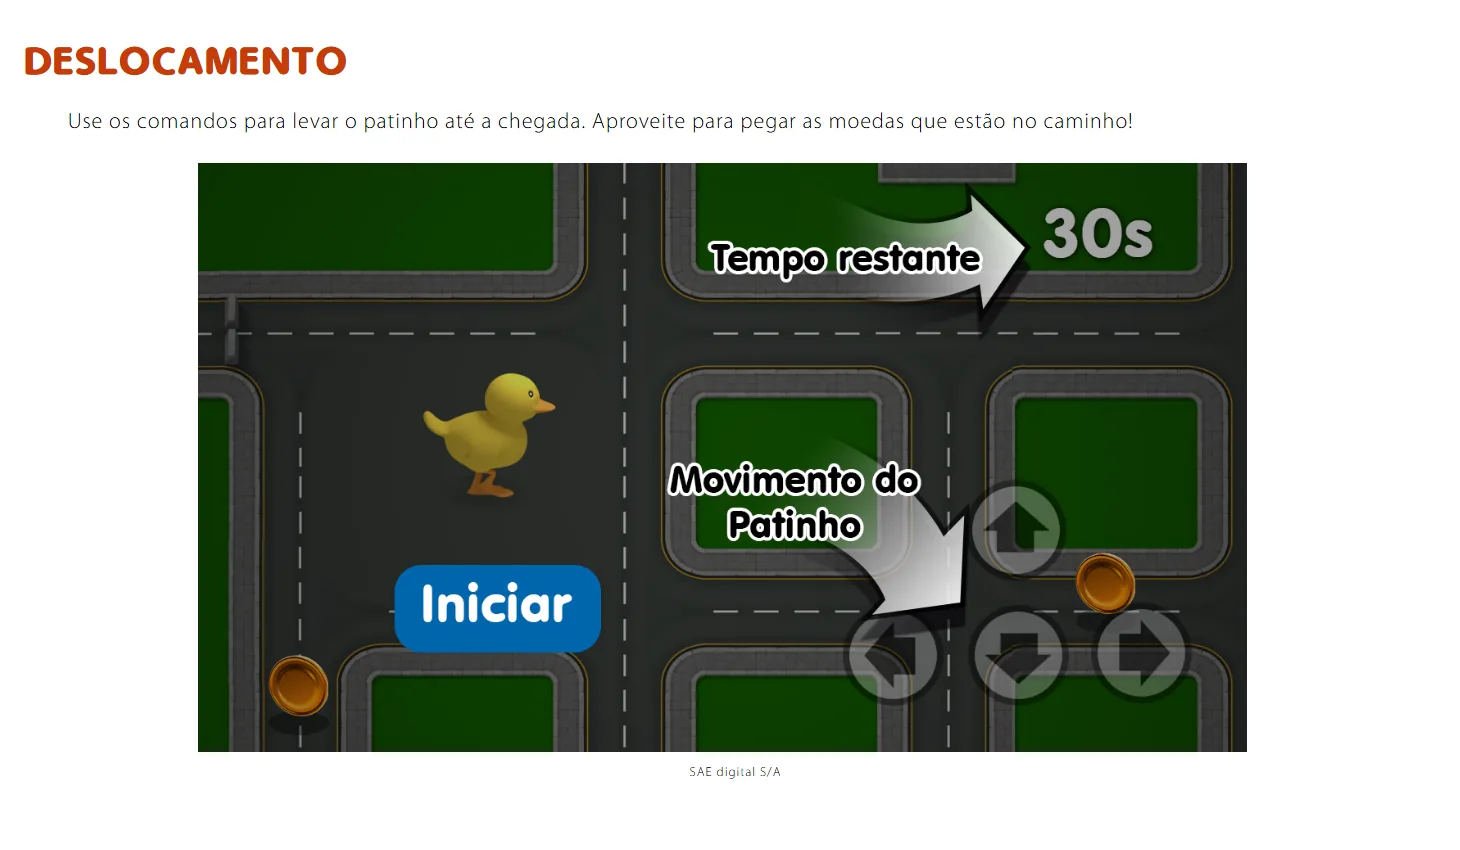 DESLOCAMENTO
Use os comandos para levar o patinho até a chegada. Aproveite para pegar as moedas que estão no caminho!
30s
Tempo restante
Movimento do
Patinho
Iniciar
SAE digital S/A